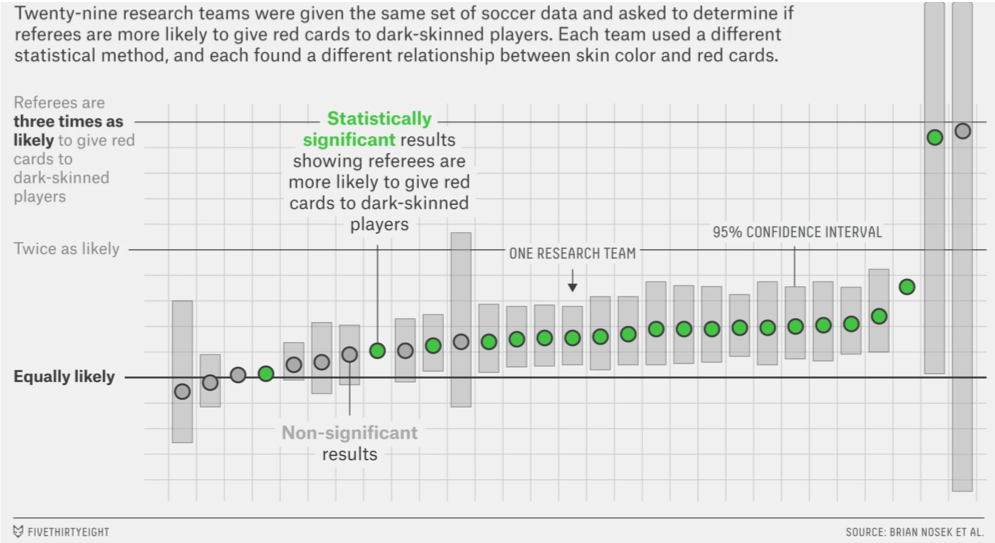 Twenty-nine research teams were given the same set of soccer data and asked to determine if
referees are more likely to give red cards to dark-skinned players. Each team used a different
statistical method, and each found a different relationship between skin color and red cards.
Referees are
three times as
likely to give red
cards to
dark-skinned
players
Statistically
significant results
showing referees are
more likely to give red
cards to dark-skinned
players
Twice as likely
ONE RESEARCH TEAM
95% CONFIDENCE INTERVAL
Equally likely
Non-significant
results
FIVETHIRTYEIGHT
SOURCE: BRIAN NOSEK ET AL.